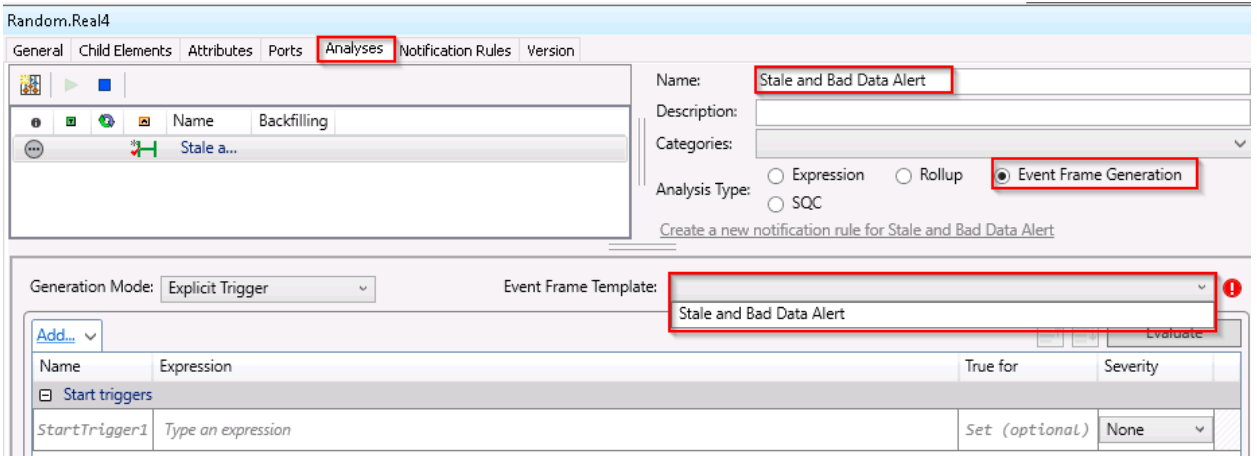 Random.Real4
General Child Elements Attributes Ports Analyses Notification Rules Version
Name Backfilling
Stale a...
Name: Stale and Bad Data Alert
Description:
Categories:
Analysis Type: Expression Rollup Event Frame Generation
SQC
Create a new notification rule for Stale and Bad Data Alert
Generation Mode: Explicit Trigger Event Frame Template:
Stale and Bad Data Alert
Add... Evaluate
Name Expression True for Severity
Start triggers
StartTrigger1 Type an expression Set (optional) None